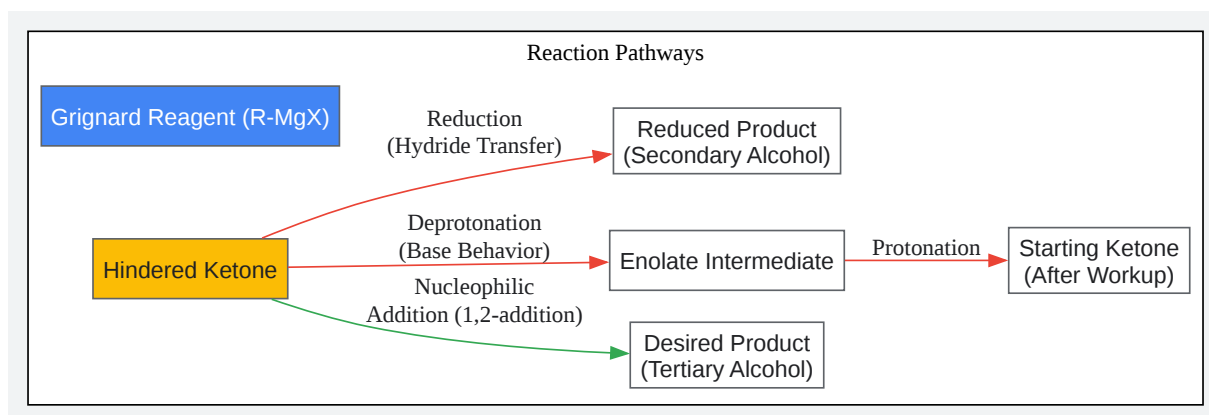 Reaction Pathways
Grignard Reagent (R-MgX)
Reduction
(Hydride Transfer)
Reduced Product
(Secondary Alcohol)
Hindered Ketone
Deprotonation
(Base Behavior)
Enolate Intermediate
Protonation
Starting Ketone
(After Workup)
Nucleophilic
Addition (1,2-addition)
Desired Product
(Tertiary Alcohol)